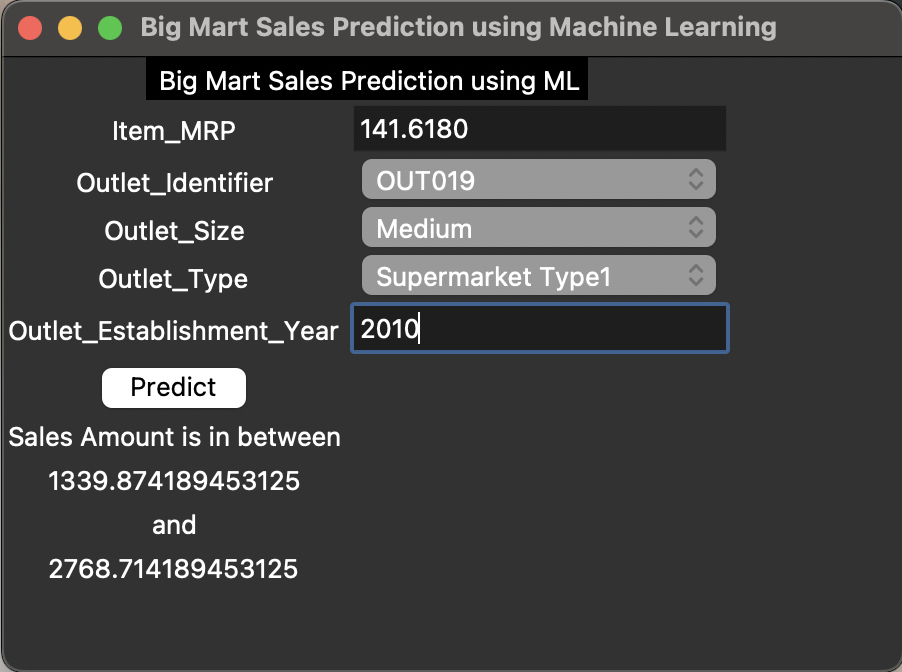 Big Mart Sales Prediction using Machine Learning
Big Mart Sales Prediction using ML
Item_MRP 141.6180
Outlet_Identifier OUT019
Outlet_Size Medium
Outlet_Type Supermarket Type1
Outlet_Establishment_Year 2010
Predict
Sales Amount is in between
1339.874189453125
and
2768.714189453125